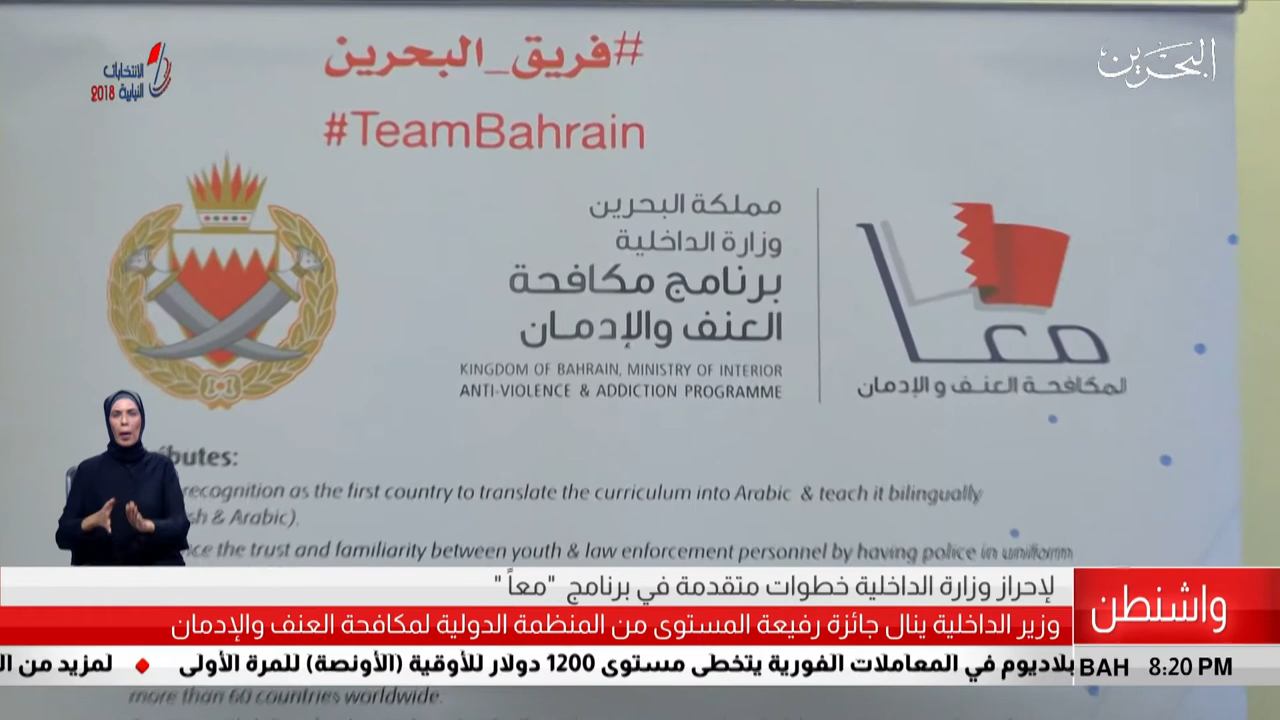 #فريق_البحرين
#TeamBahrain
الانتخابات
النيابية
2018
البحرين
مملكة البحرين
وزارة الداخلية
برنامج مكافحة
العنف والإدمان
KINGDOM OF BAHRAIN, MINISTRY OF INTERIOR
ANTI-VIOLENCE & ADDICTION PROGRAMME
معا
لمكافحة العنف و الإدمان
recognition as the first country to translate the curriculum into Arabic & teach it bilingually
& Arabic).
the trust and familiarity between youth & law enforcement personnel by having police in uniform
لإحراز وزارة الداخلية خطوات متقدمة في برنامج "معاً"
واشنطن
وزير الداخلية ينال جائزة رفيعة المستوى من المنظمة الدولية لمكافحة العنف والإدمان
BAH 8:20 PM
بلاديوم في المعاملات الفورية يتخطى مستوى 1200 دولار للأوقية (الأونصة) للمرة الأولى ♦ لمزيد من
more than 60 countries worldwide.